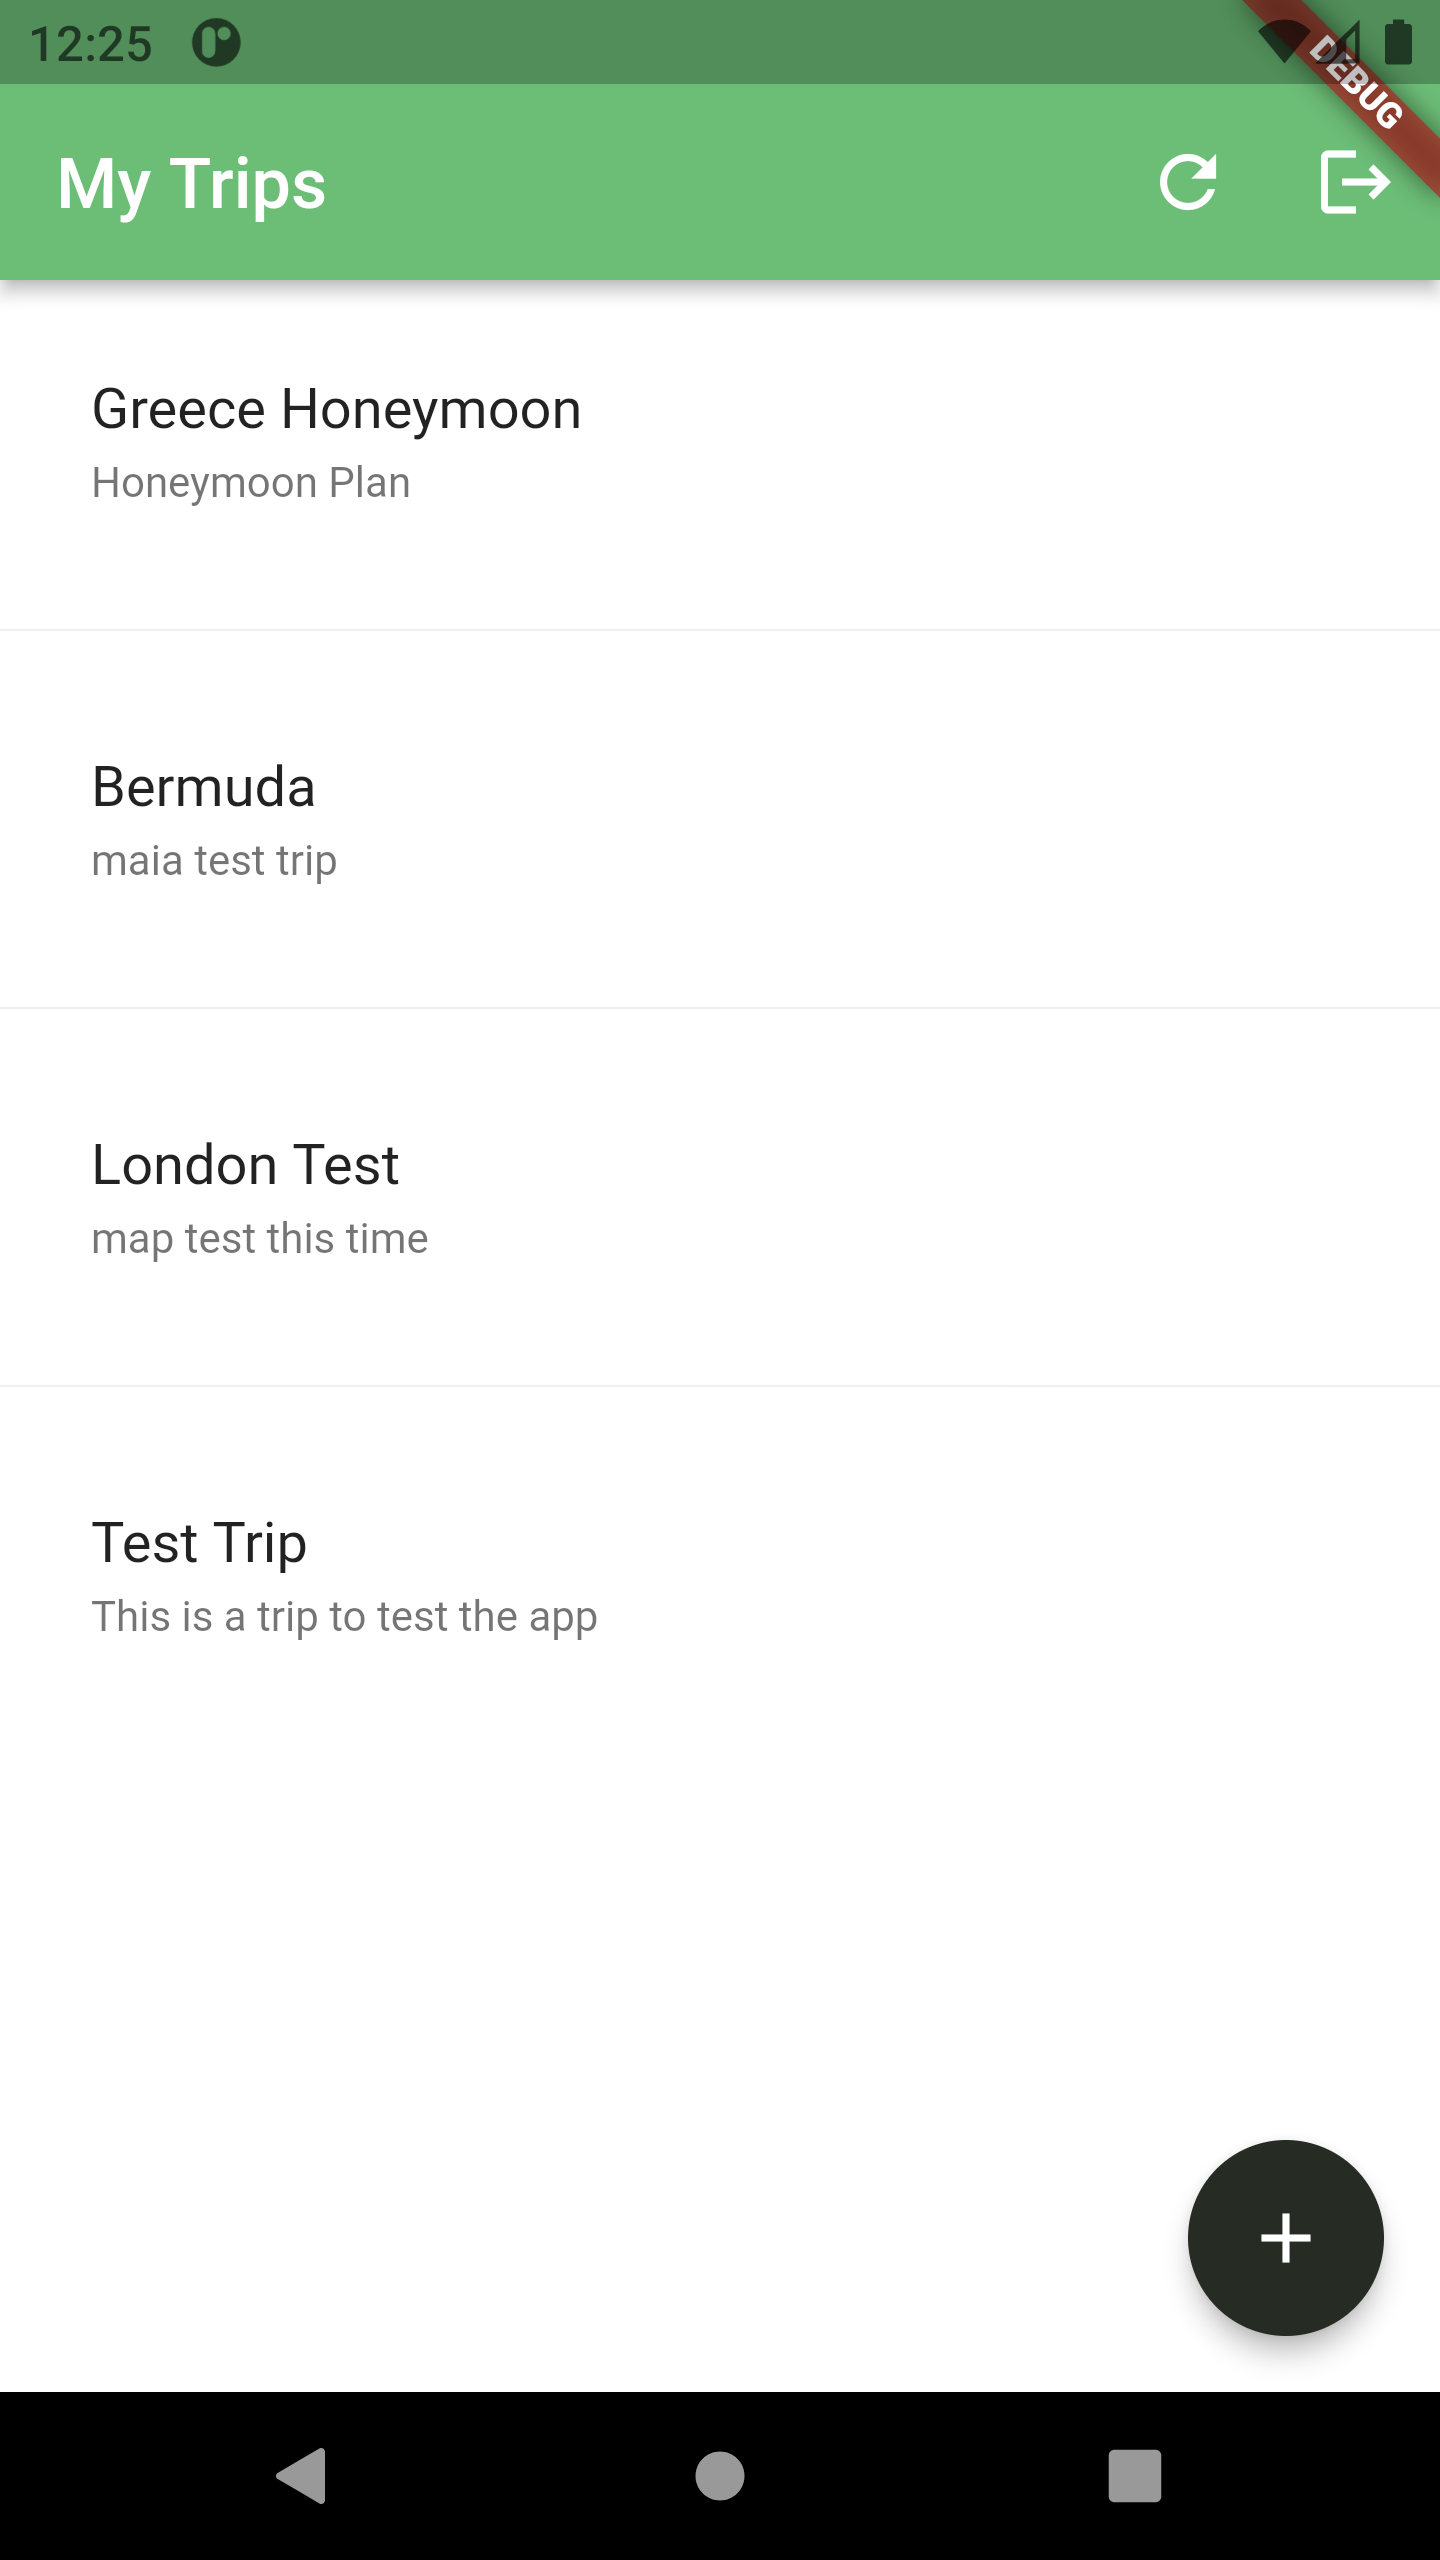 12:25
DEBUG
My Trips
Greece Honeymoon
Honeymoon Plan
Bermuda
maia test trip
London Test
map test this time
Test Trip
This is a trip to test the app